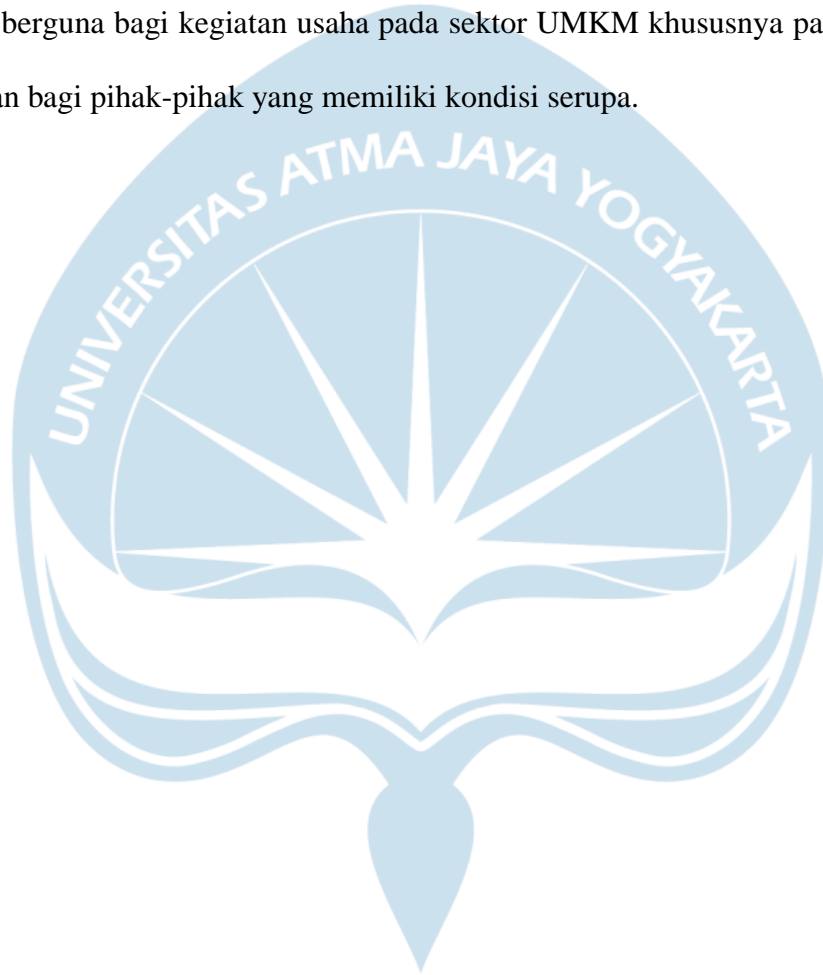 berguna bagi kegiatan usaha pada sektor UMKM khususnya pa
n bagi pihak-pihak yang memiliki kondisi serupa.
UNIVERSITAS ATMA JAYA YOGYAKARTA